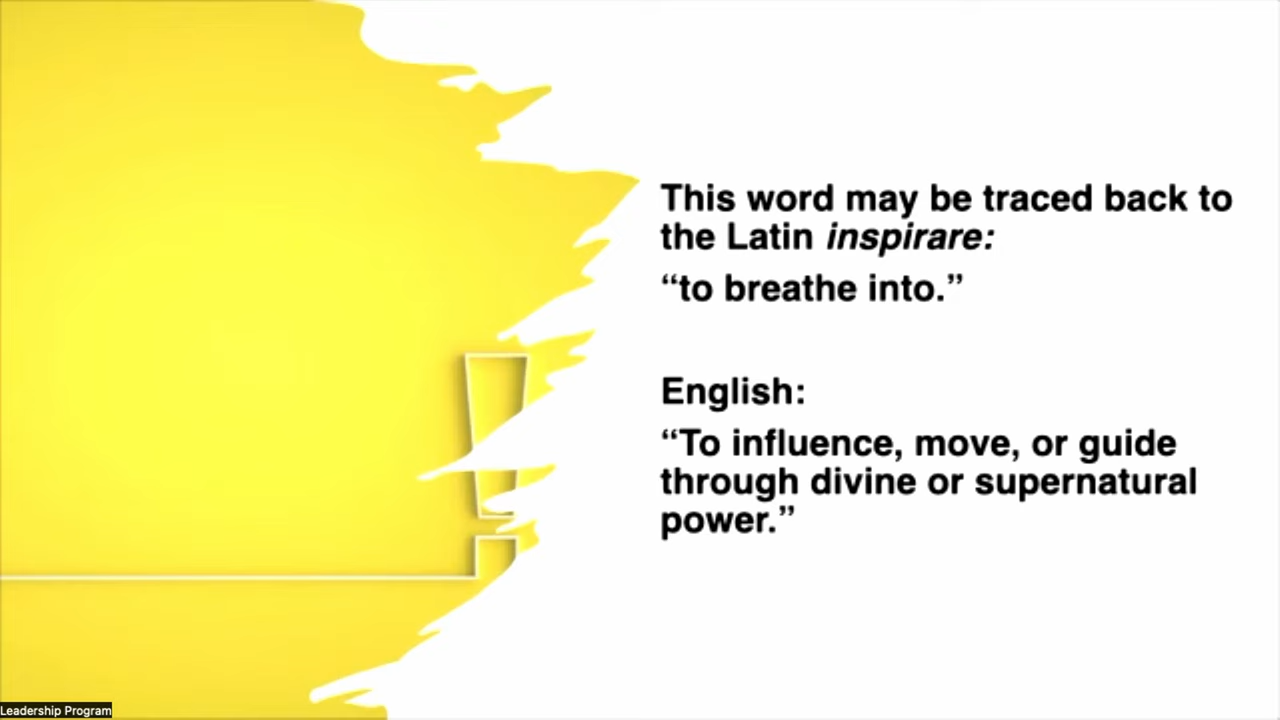 This word may be traced back to
the Latin inspirare:
“to breathe into.”
English:
“To influence, move, or guide
through divine or supernatural
power.”
Leadership Program